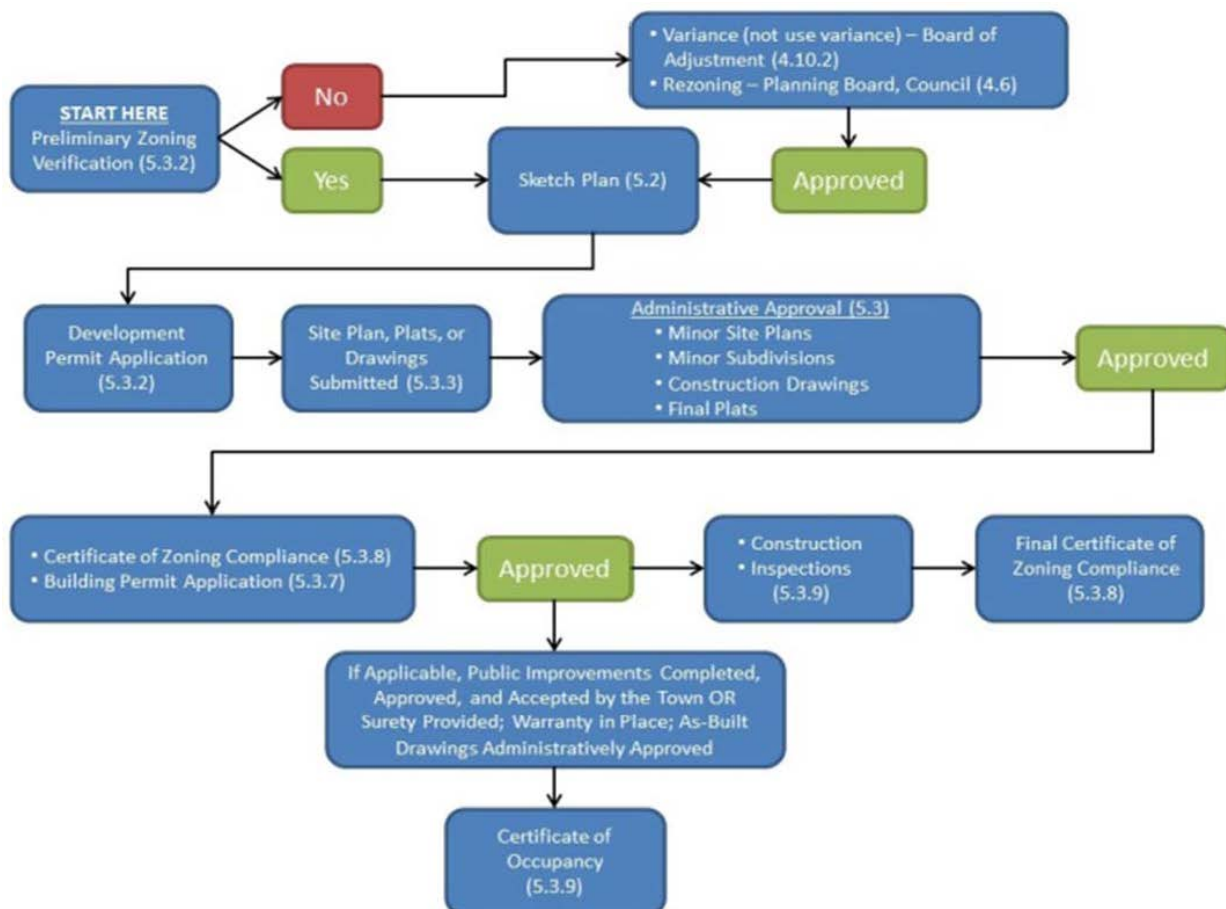 START HERE
Preliminary Zoning
Verification (5.3.2)
No
Yes
• Variance (not use variance) – Board of
Adjustment (4.10.2)
• Rezoning – Planning Board, Council (4.6)
Sketch Plan (5.2)
Approved
Development
Permit Application
(5.3.2)
Site Plan, Plats, or
Drawings
Submitted (5.3.3)
Administrative Approval (5.3)
• Minor Site Plans
• Minor Subdivisions
• Construction Drawings
• Final Plats
Approved
• Certificate of Zoning Compliance (5.3.8)
• Building Permit Application (5.3.7)
Approved
• Construction
• Inspections
(5.3.9)
Final Certificate of
Zoning Compliance
(5.3.8)
If Applicable, Public Improvements Completed,
Approved, and Accepted by the Town OR
Surety Provided; Warranty in Place; As-Built
Drawings Administratively Approved
Certificate of
Occupancy
(5.3.9)